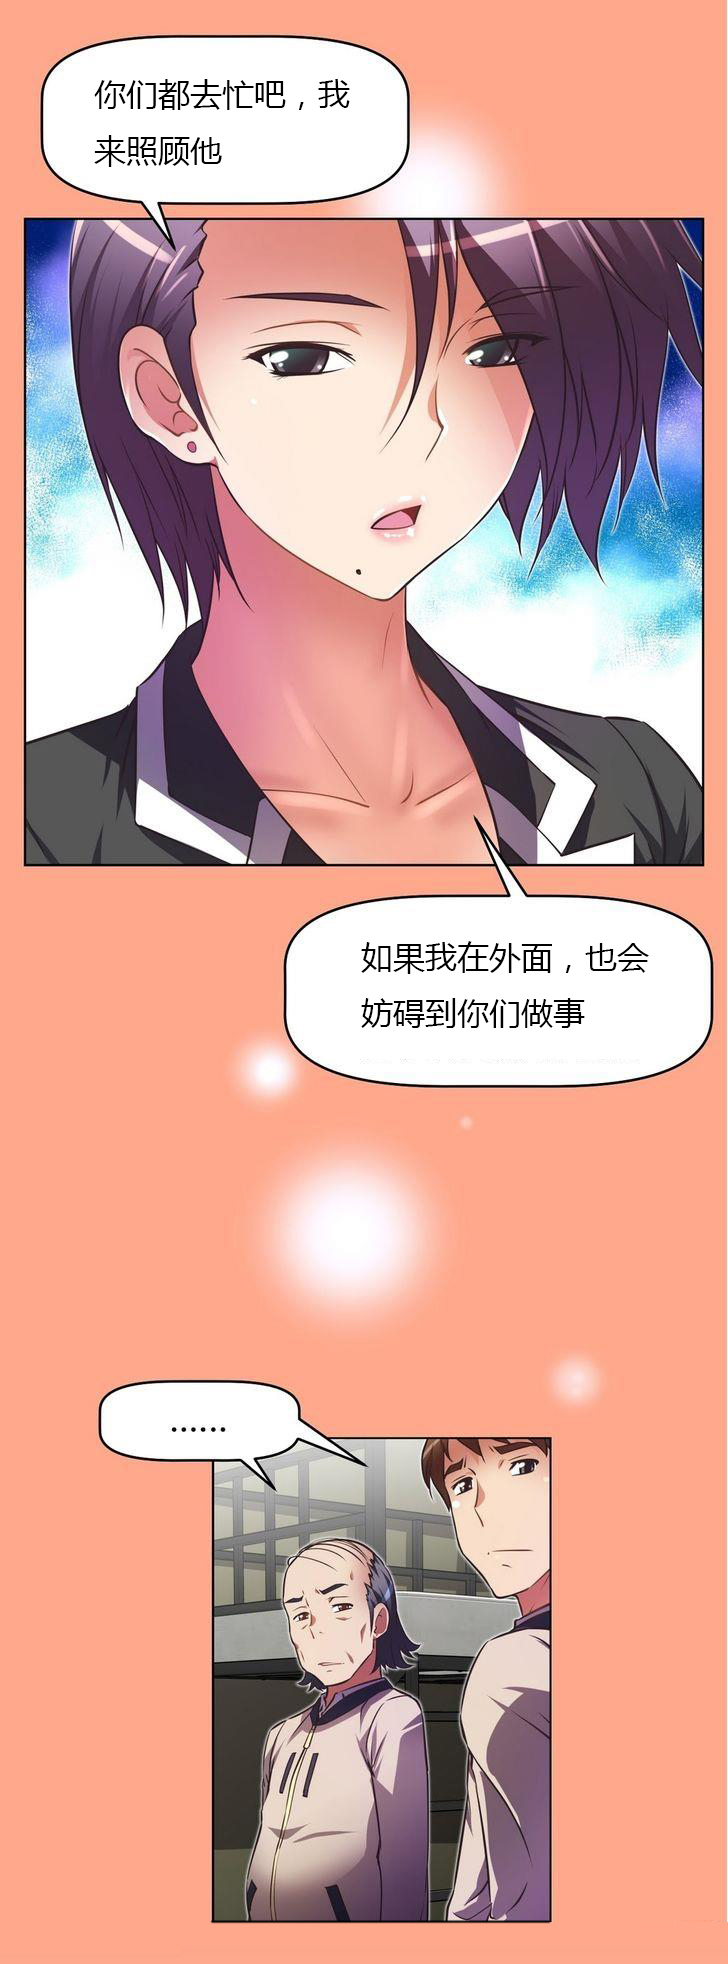 你们都去忙吧，我
来照顾他
如果我在外面，也会
妨碍到你们做事
……